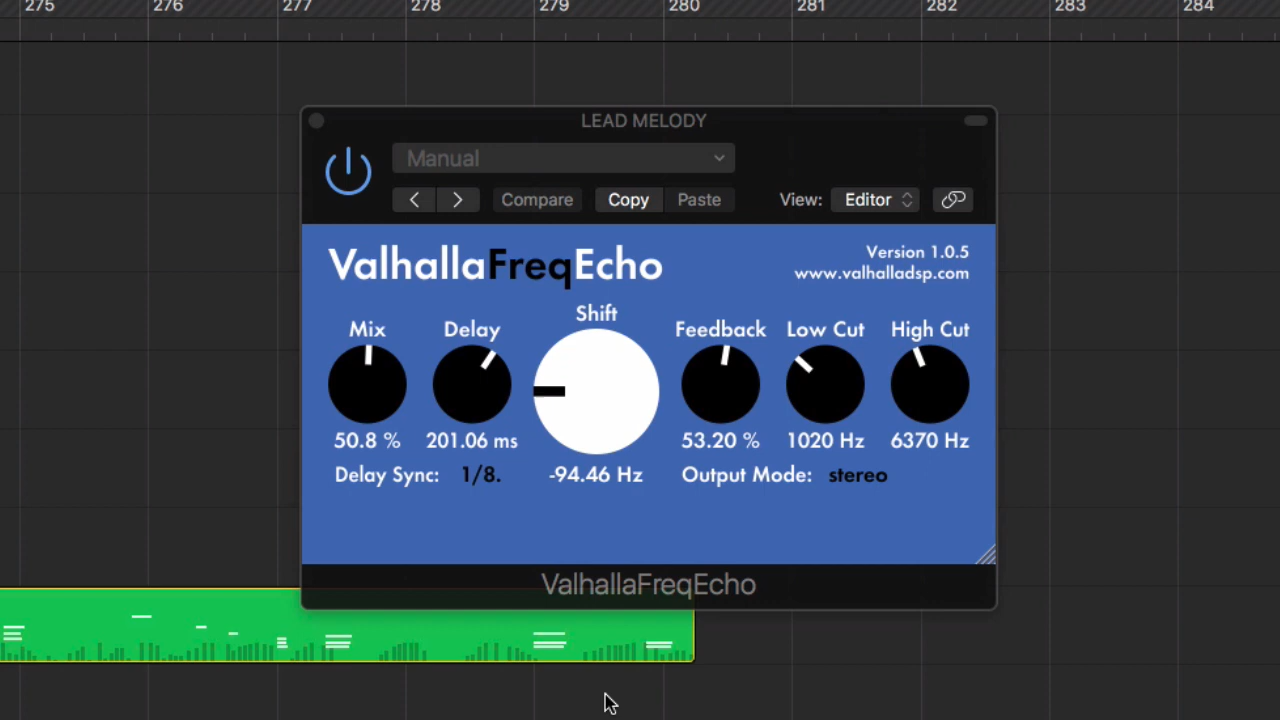 275 276 277 278 279 280 281 282 283 284
LEAD MELODY
Manual
Compare Copy Paste View: Editor
ValhallaFreqEcho
Version 1.0.5
www.valhalladsp.com
Mix Delay Shift Feedback Low Cut High Cut
50.8 % 201.06 ms 53.20 % 1020 Hz 6370 Hz
Delay Sync: 1/8. -94.46 Hz Output Mode: stereo
ValhallaFreqEcho